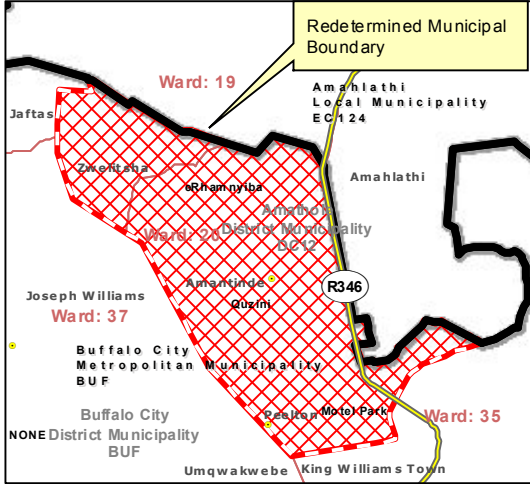 Redetermined Municipal
Boundary
Ward: 19
Amahlathi
Local Municipality
EC124
Jaftas
Zwelitsha
Amahlathi
eRhamnyiba
Amathole
Ward: 20
District Municipality
DC12
Amantinde
R346
Joseph Williams
Quzini
Ward: 37
Buffalo City
Metropolitan Municipality
BUF
Buffalo City
Peelton
Motel Park
Ward: 35
NONE
District Municipality
BUF
Umqwakwebe
King Williams Town